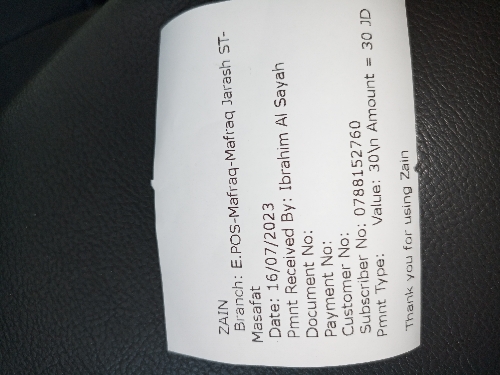 ZAIN
Branch: E.POS-Mafraq-Mafraq Jarash ST-
Masafat
Date: 16/07/2023
Pmnt Received By: Ibrahim Al Sayah
Document No:
Payment No:
Customer No:
Subscriber No: 0788152760
Pmnt Type: Value: 30\n Amount = 30 JD
Thank you for using Zain